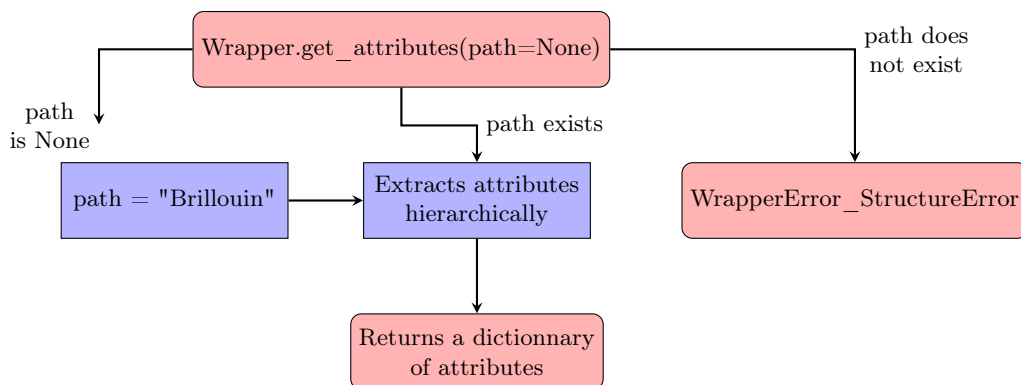 Wrapper.get_attributes(path=None)
path does
not exist
path
is None
path exists
path = "Brillouin"
Extracts attributes
hierarchically
WrapperError_StructureError
Returns a dictionnary
of attributes